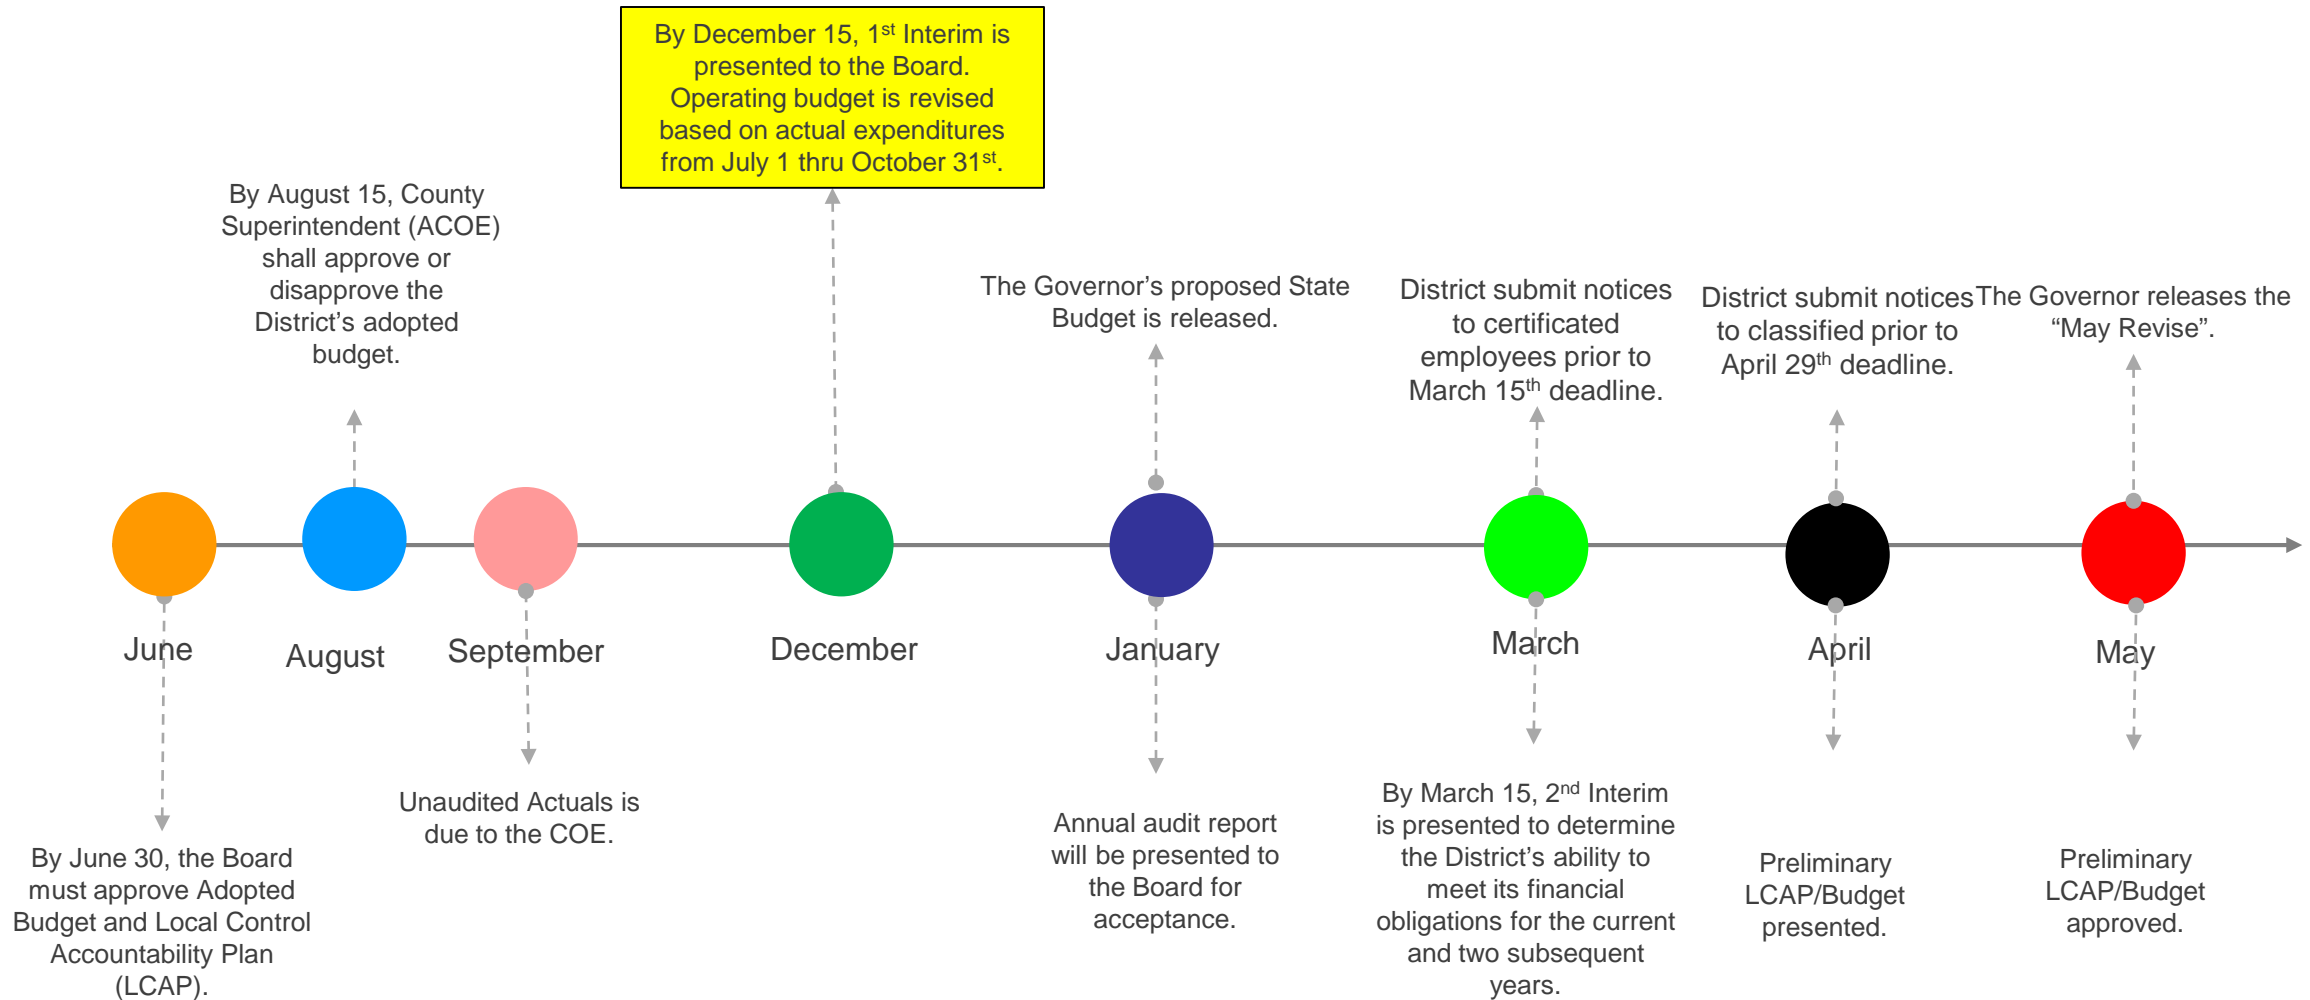 By December 15, 1st Interim is
presented to the Board.
Operating budget is revised
based on actual expenditures
from July 1 thru October 31st.
By August 15, County
Superintendent (ACOE)
shall approve or
disapprove the
District’s adopted
budget.
The Governor’s proposed State
Budget is released.
District submit notices
to certificated
employees prior to
March 15th deadline.
District submit notices
to classified prior to
April 29th deadline.
The Governor releases the
“May Revise”.
June
August
September
December
January
March
April
May
By June 30, the Board
must approve Adopted
Budget and Local Control
Accountability Plan
(LCAP).
Unaudited Actuals is
due to the COE.
Annual audit report
will be presented to
the Board for
acceptance.
By March 15, 2nd Interim
is presented to determine
the District’s ability to
meet its financial
obligations for the current
and two subsequent
years.
Preliminary
LCAP/Budget
presented.
Preliminary
LCAP/Budget
approved.